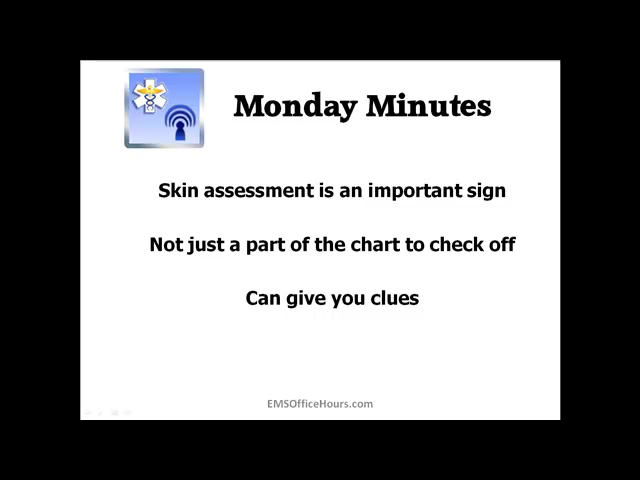 Monday Minutes
Skin assessment is an important sign
Not just a part of the chart to check off
Can give you clues
EMSOfficeHours.com